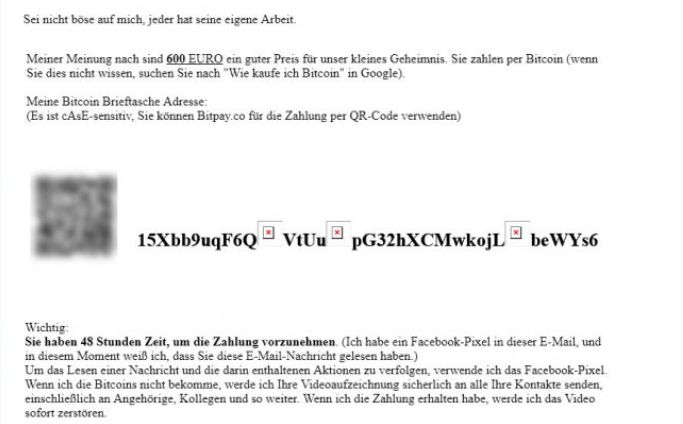 Sei nicht böse auf mich, jeder hat seine eigene Arbeit.
Meiner Meinung nach sind 600 EURO ein guter Preis für unser kleines Geheimnis. Sie zahlen per Bitcoin (wenn
Sie dies nicht wissen, suchen Sie nach "Wie kaufe ich Bitcoin" in Google).
Meine Bitcoin Brieftasche Adresse:
(Es ist cAsE-sensitiv, Sie können Bitpay.co für die Zahlung per QR-Code verwenden)
15Xbb9uqF6Q VtUu pG32hXCMwkojL beWYs6
Wichtig:
Sie haben 48 Stunden Zeit, um die Zahlung vorzunehmen. (Ich habe ein Facebook-Pixel in dieser E-Mail, und
in diesem Moment weiß ich, dass Sie diese E-Mail-Nachricht gelesen haben.)
Um das Lesen einer Nachricht und die darin enthaltenen Aktionen zu verfolgen, verwende ich das Facebook-Pixel.
Wenn ich die Bitcoins nicht bekomme, werde ich Ihre Videoaufzeichnung sicherlich an alle Ihre Kontakte senden,
einschließlich an Angehörige, Kollegen und so weiter. Wenn ich die Zahlung erhalten habe, werde ich das Video
sofort zerstören.